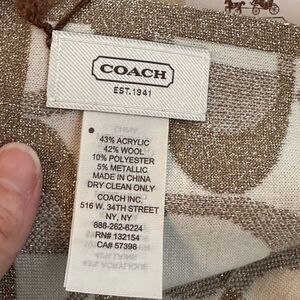 COACH
EST. 1941
43% ACRYLIC
42% WOOL
10% POLYESTER
5% METALLIC
MADE IN CHINA
DRY CLEAN ONLY
COACH INC.
516 W. 34TH STREET
NY, NY
888-262-8224
RN# 132154
CA# 57398